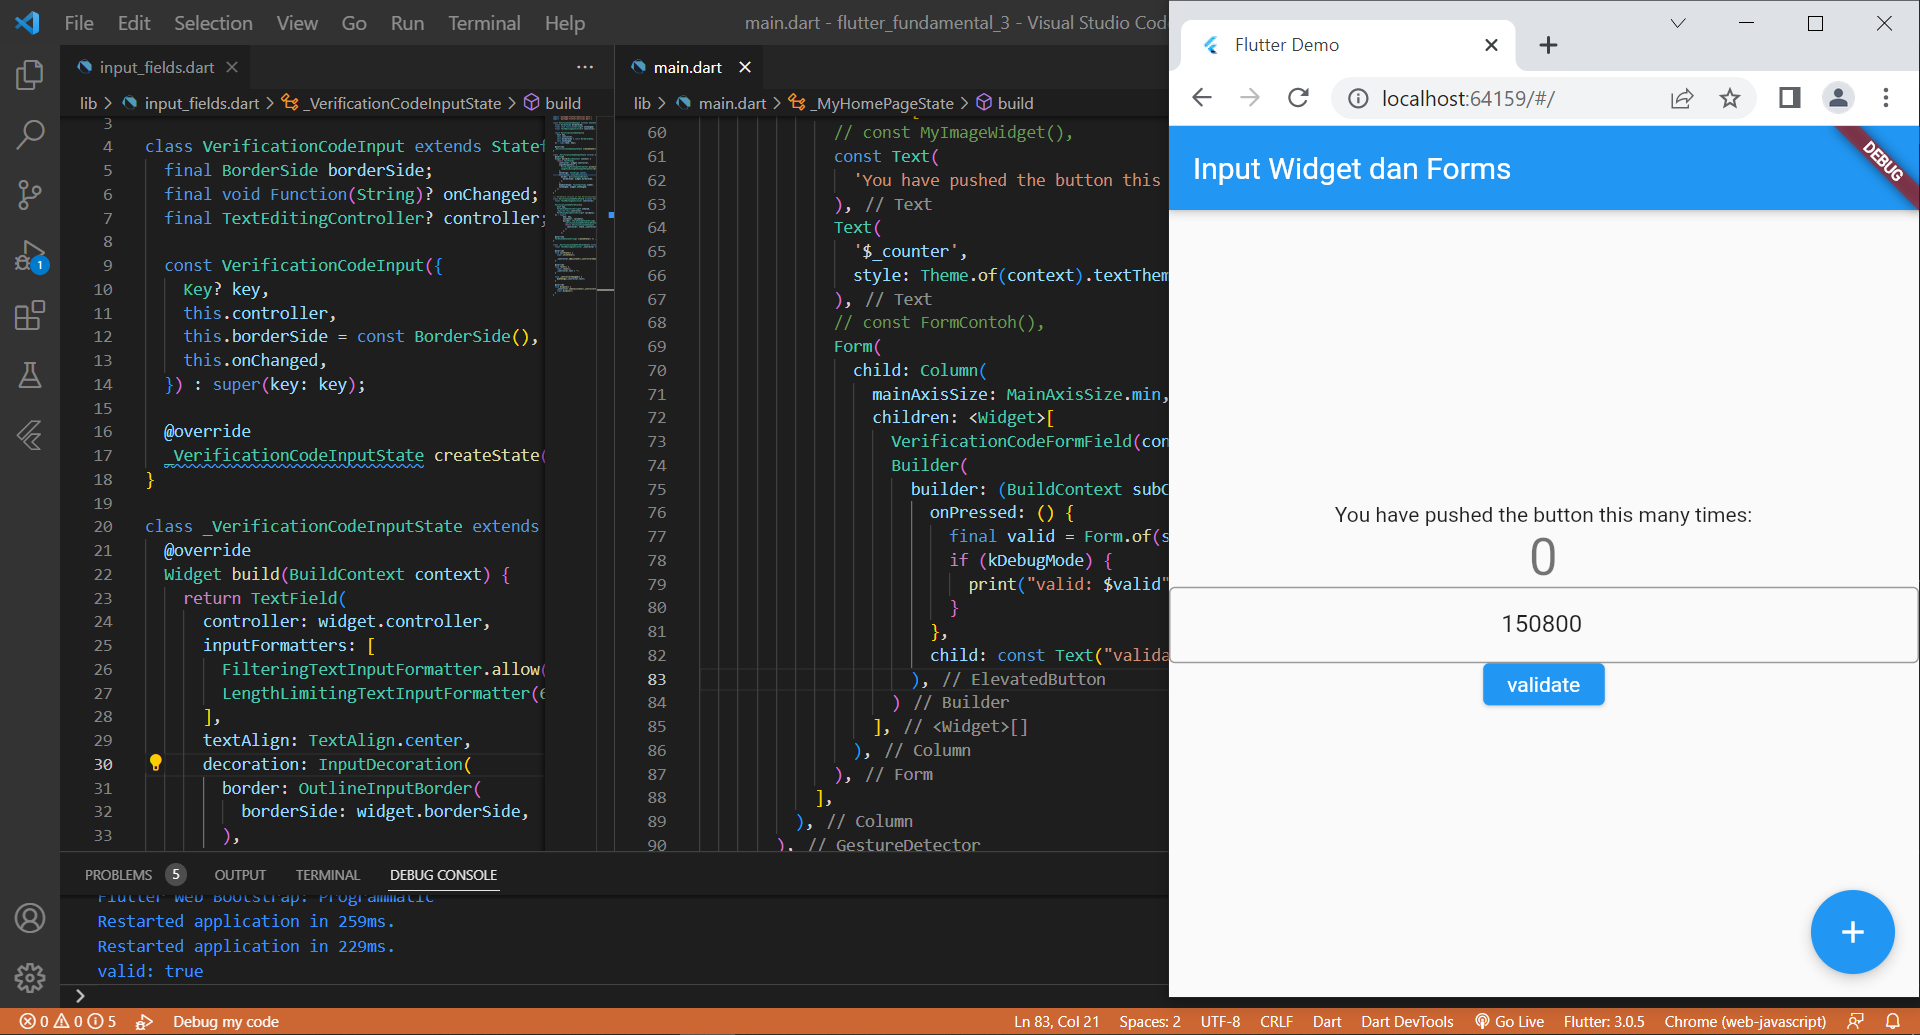 File Edit Selection View Go Run Terminal Help
main.dart - flutter_fundamental_3 - Visual Studio Cod
input_fields.dart
main.dart
lib > input_fields.dart > _VerificationCodeInputState > build
lib > main.dart > _MyHomePageState > build
3
4 class VerificationCodeInput extends Statef
5 final BorderSide borderSide;
6 final void Function(String)? onChanged;
7 final TextEditingController? controller;
8
9 const VerificationCodeInput({
10 Key? key,
11 this.controller,
12 this.borderSide = const BorderSide(),
13 this.onChanged,
14 }) : super(key: key);
15
16 @override
17 _VerificationCodeInputState createState(
18 }
19
20 class _VerificationCodeInputState extends
21 @override
22 Widget build(BuildContext context) {
23 return TextField(
24 controller: widget.controller,
25 inputFormatters: [
26 FilteringTextInputFormatter.allow(
27 LengthLimitingTextInputFormatter(6
28 ],
29 textAlign: TextAlign.center,
30 decoration: InputDecoration(
31 border: OutlineInputBorder(
32 borderSide: widget.borderSide,
33 ),
60 // const MyImageWidget(),
61 const Text(
62 'You have pushed the button this
63 ), // Text
64 Text(
65 '$_counter',
66 style: Theme.of(context).textThem
67 ), // Text
68 // const FormContoh(),
69 Form(
70 child: Column(
71 mainAxisSize: MainAxisSize.min,
72 children: <Widget>[
73 VerificationCodeFormField(con
74 Builder(
75 builder: (BuildContext subC
76 onPressed: () {
77 final valid = Form.of(s
78 if (kDebugMode) {
79 print("valid: $valid"
80 }
81 },
82 child: const Text("valida
83 ), // ElevatedButton
84 ) // Builder
85 ], // <Widget>[]
86 ), // Column
87 ), // Form
88 ],
89 ), // Column
90 ), // GestureDetector
PROBLEMS 5 OUTPUT TERMINAL DEBUG CONSOLE
Flutter Web Bootstrap: Programmatic
Restarted application in 259ms.
Restarted application in 229ms.
valid: true
1
0 0 5 Debug my code
Ln 83, Col 21 Spaces: 2 UTF-8 CRLF Dart Dart DevTools Go Live Flutter: 3.0.5 Chrome (web-javascript)
Flutter Demo
localhost:64159/#/
Input Widget dan Forms
DEBUG
You have pushed the button this many times:
0
150800
validate
+